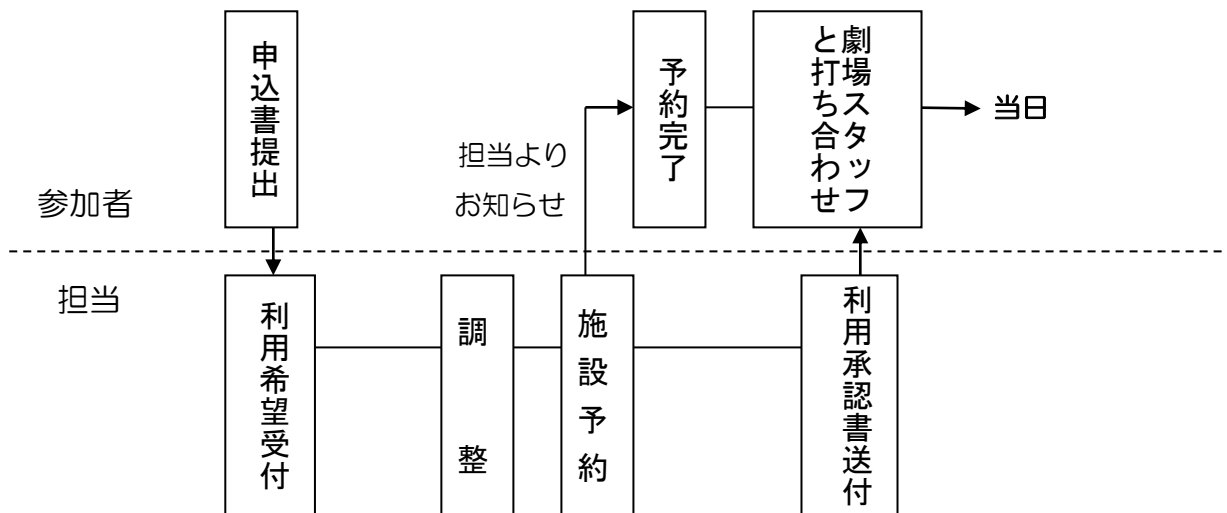 申込書提出
担当より
お知らせ
予約完了
劇場スタッフ
と打ち合わせ
当日
参加者
担当
利用希望受付
調整
施設予約
利用承認書送付